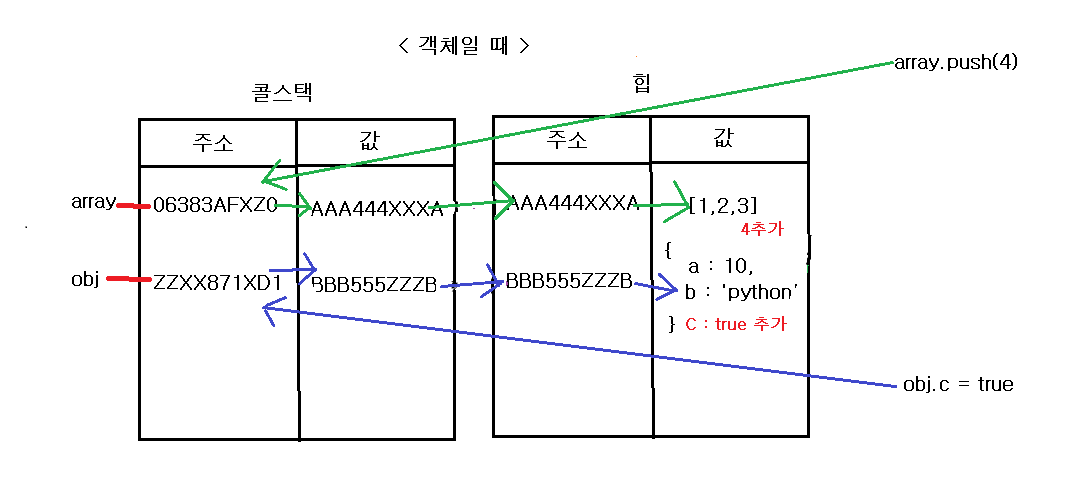 < 객체일 때 >
array.push(4)
콜스택
힙
주소 값
주소 값
array 06383AFXZ0 AAA444XXXA AAA444XXXA [1,2,3]
4추가
obj ZZXX871XD1 BBB555ZZZB BBB555ZZZB {
a : 10,
b : 'python'
} C : true 추가
obj.c = true